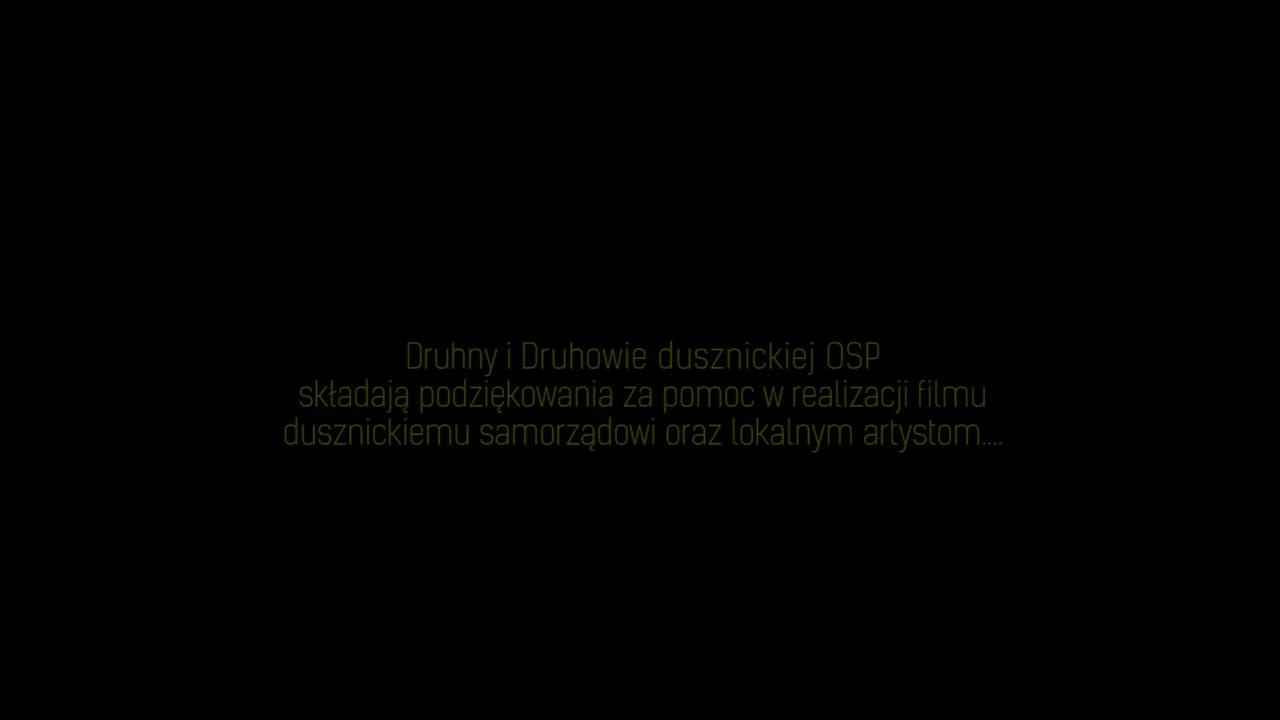 Druhny i Druhowie dusznickiej OSP
składają podziękowania za pomoc w realizacji filmu
dusznickiemu samorządowi oraz lokalnym artystom....